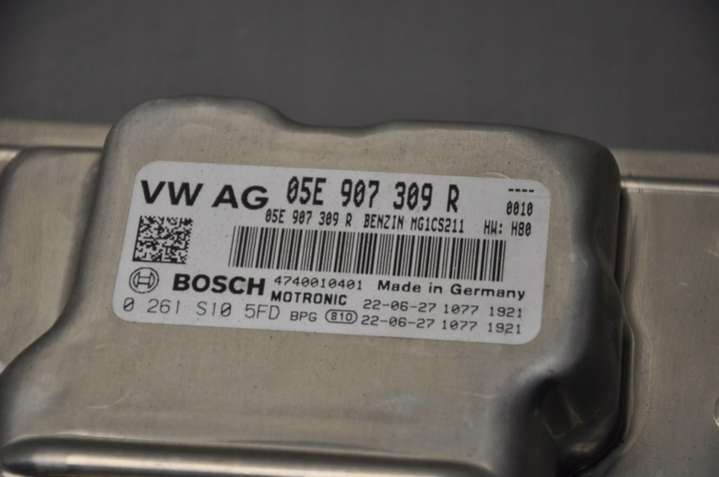 VW AG 05E 907 309 R ----
05E 907 309 R BENZIN MG1CS211 HW: H80 0010
BOSCH 4740010401 Made in Germany
MOTRONIC 22-06-27 1077 1921
0 261 S10 5FD BPG 810 22-06-27 1077 1921